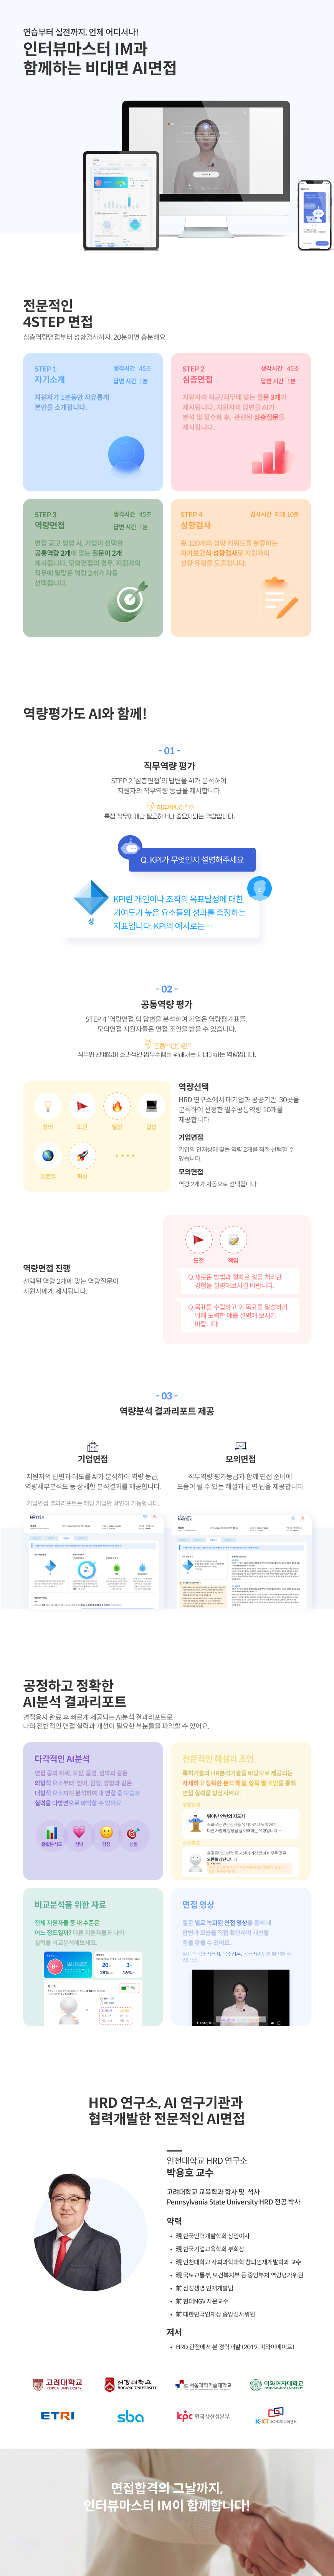 연습부터 실전까지, 언제 어디서나!
인터뷰마스터 IM과
함께하는 비대면 AI면접
전문적인
4STEP 면접
심층역량면접부터 성향검사까지, 20분이면 충분해요.
STEP 1
생각시간 45초
자기소개
답변 시간 1분
지원자가 1분동안 자유롭게
본인을 소개합니다.
STEP 2
생각시간 45초
심층면접
답변 시간 1분
지원자의 직군/직무에 맞는 질문 3개가
제시됩니다. 지원자의 답변을 AI가
분석 및 점수화 후, 관련된 심층질문을
제시합니다.
STEP 3
생각시간 45초
역량면접
답변 시간 1분
면접 공고 생성 시, 기업이 선택한
공통역량 2개에 맞는 질문이 2개
제시됩니다. 모의면접의 경우, 지원자의
직무에 알맞은 역량 2개가 자동
선택됩니다.
STEP 4
검사시간 최대 10분
성향검사
총 120개의 성향 키워드를 분류하는
자기보고식 성향검사로 지원자의
성향 유형을 도출합니다.
역량평가도 AI와 함께!
- 01 -
직무역량 평가
STEP 2 '심층면접'의 답변을 AI가 분석하여
지원자의 직무역량 등급을 제시합니다.
직무역량이란?
Q. KPI가 무엇인지 설명해주세요
상
KPI란 개인이나 조직의 목표달성에 대한
기여도가 높은 요소들의 성과를 측정하는
지표입니다. KPI의 예시로는…
- 02 -
공통역량 평가
STEP 4 '역량면접'의 답변을 분석하여 기업은 역량평가표를,
모의면접 지원자들은 면접 조언을 받을 수 있습니다.
공통역량이란?
창의
도전
열정
협업
글로벌
혁신
역량선택
HRD 연구소에서 대기업과 공공기관 30곳을
분석하여 선정한 필수공통역량 10개를
제공합니다.
기업면접
기업의 인재상에 맞는 역량 2개를 직접 선택할 수
있습니다.
모의면접
역량 2개가 자동으로 선택됩니다.
역량면접 진행
선택된 역량 2개에 맞는 역량질문이
지원자에게 제시됩니다.
도전
책임
Q.새로운 방법과 절차로 일을 처리한
경험을 설명해보시길 바랍니다.
Q.목표를 수립하고 이 목표를 달성하기
위해 노력한 예를 설명해 보시기
바랍니다.
- 03 -
역량분석 결과리포트 제공
기업면접
지원자의 답변과 태도를 AI가 분석하여 역량 등급,
역량세부분석도 등 상세한 분석결과를 제공합니다.
기업면접 결과리포트는 해당 기업만 확인이 가능합니다.
모의면접
직무역량 평가등급과 함께 면접 준비에
도움이 될 수 있는 해설과 답변 팁을 제공합니다.
공정하고 정확한
AI분석 결과리포트
면접응시 완료 후 빠르게 제공되는 AI분석 결과리포트로
나의 전반적인 면접 실력과 개선이 필요한 부분들을 파악할 수 있어요.
다각적인 AI분석
면접 중의 자세, 표정, 음성, 심박과 같은
외형적 요소부터 언어, 감정, 성향과 같은
내형적 요소까지 분석하여 내 면접 중 모습과
실력을 다방면으로 파악할 수 있어요.
종합분석도
심박
감정
성향
전문적인 해설과 조언
특허기술과 HR분석기술을 바탕으로 제공되는
자세하고 정확한 분석 해설, 항목 별 조언을 통해
면접 실력을 향상시켜요.
뛰어난 언변의 지도자
비교분석을 위한 자료
전체 지원자들 중 내 수준은
어느 정도일까? 다른 지원자들과 나의
실력을 비교분석해보세요.
면접 영상
질문 별로 녹화된 면접 영상을 통해 내
답변과 모습을 직접 확인하며 개선할
점을 찾을 수 있어요.
HRD 연구소, AI 연구기관과
협력개발한 전문적인 AI면접
인천대학교 HRD 연구소
박용호 교수
고려대학교 교육학과 학사 및 석사
Pennsylvania State University HRD 전공 박사
약력
• 現 한국인력개발학회 상임이사
• 現 한국기업교육학회 부회장
• 現 인천대학교 사회과학대학 창의인재개발학과 교수
• 現 국토교통부, 보건복지부 등 중앙부처 역량평가위원
• 前 삼성생명 인재개발팀
• 前 현대NGV 자문교수
• 前 대한민국인재상 중앙심사위원
저서
• HRD 관점에서 본 경력개발 (2019, 피와이메이트)
고려대학교
KOREA UNIVERSITY
서강대학교
SOGANG UNIVERSITY
서울과학기술대학교
이화여자대학교
ETRI
sba
kpc 한국생산성본부
K-ICT
면접합격의 그날까지,
인터뷰마스터 IM이 함께합니다!